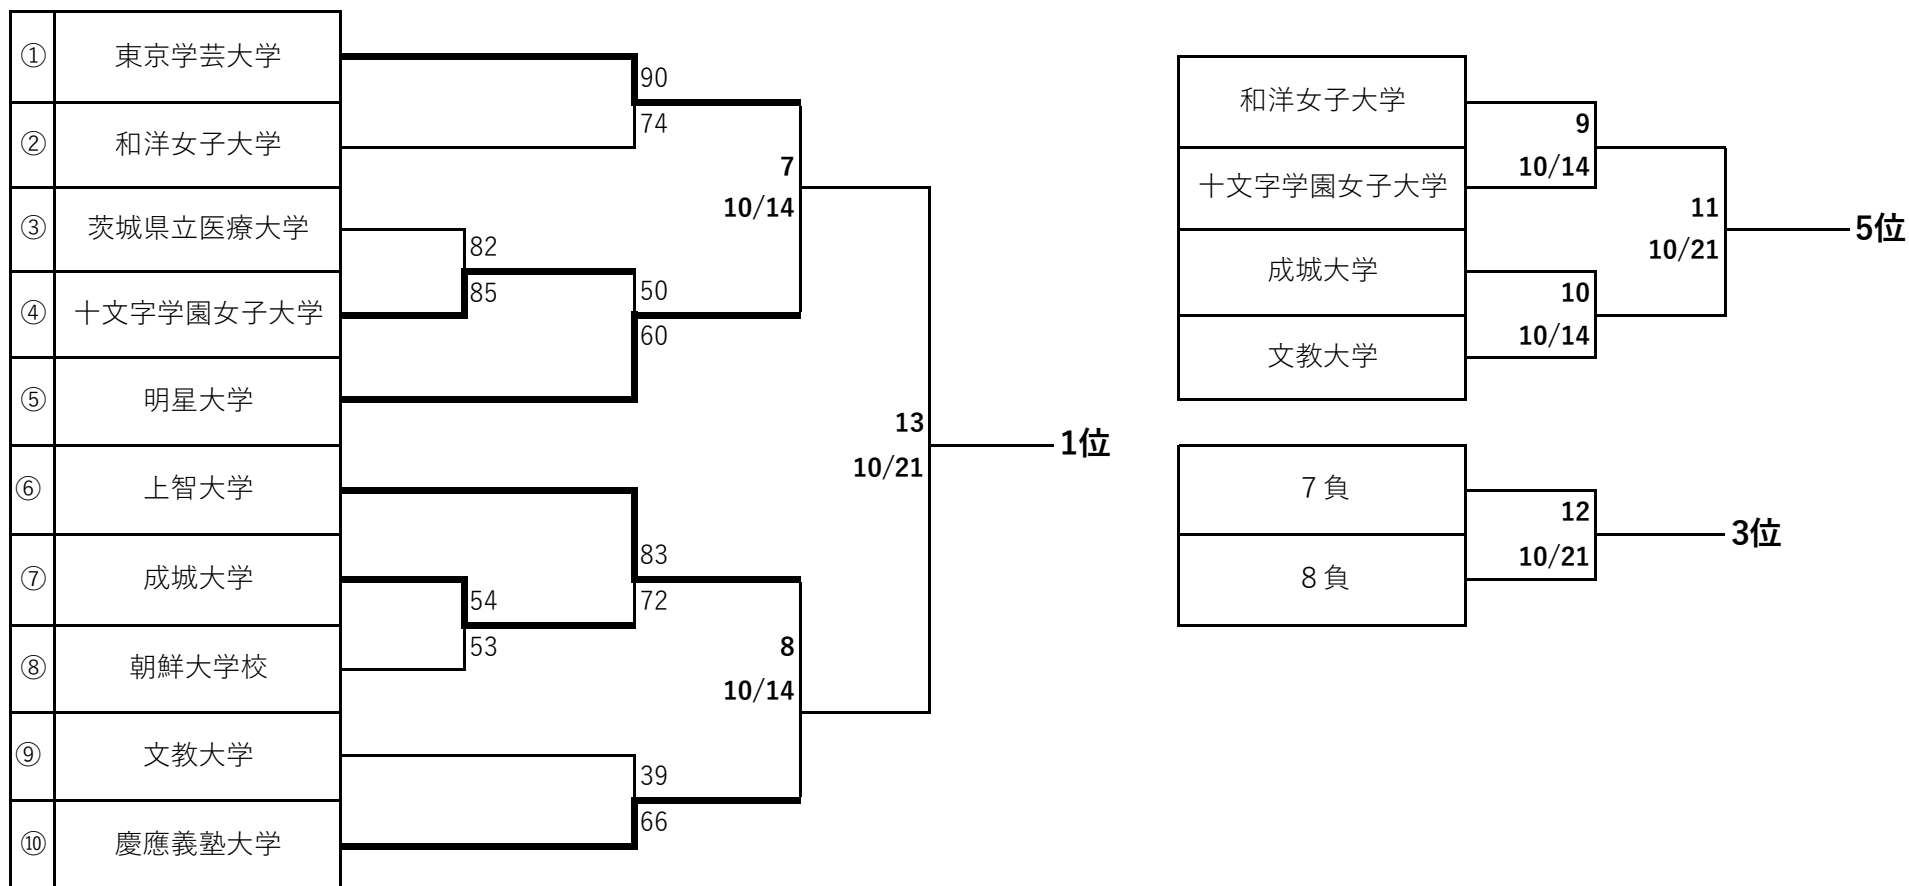 ① 東京学芸大学
② 和洋女子大学
③ 茨城県立医療大学
④ 十文字学園女子大学
⑤ 明星大学
⑥ 上智大学
⑦ 成城大学
⑧ 朝鮮大学校
⑨ 文教大学
⑩ 慶應義塾大学
82
85
54
53
90
74
50
60
83
72
39
66
7
10/14
8
10/14
13
10/21
1位
和洋女子大学
十文字学園女子大学
成城大学
文教大学
9
10/14
10
10/14
11
10/21
5位
7負
8負
12
10/21
3位